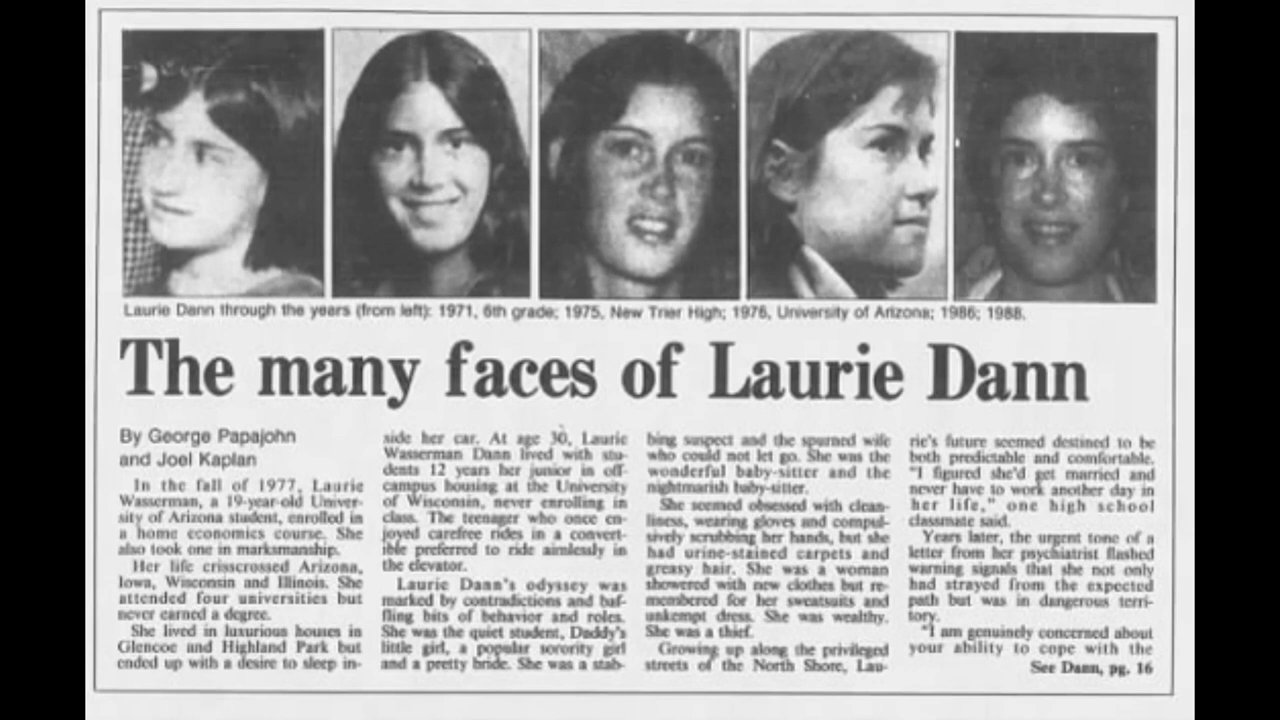 Laurie Dann through the years (from left): 1971, 6th grade; 1975, New Trier High; 1976, University of Arizona; 1986; 1988.
The many faces of Laurie Dann
By George Papajohn
and Joel Kaplan
In the fall of 1977, Laurie
Wasserman, a 19-year-old Univer-
sity of Arizona student, enrolled in
a home economics course. She
also took one in marksmanship.
Her life crisscrossed Arizona,
Iowa, Wisconsin and Illinois. She
attended four universities but
never earned a degree.
She lived in luxurious houses in
Glencoe and Highland Park but
ended up with a desire to sleep in-
side her car. At age 30, Laurie
Wasserman Dann lived with stu-
dents 12 years her junior in off-
campus housing at the University
of Wisconsin, never enrolling in
class. The teenager who once en-
joyed carefree rides in a convert-
ible preferred to ride aimlessly in
the elevator.
Laurie Dann's odyssey was
marked by contradictions and baf-
fling bits of behavior and roles.
She was the quiet student, Daddy's
little girl, a popular sorority girl
and a pretty bride. She was a stab-
bing suspect and the spurned wife
who could not let go. She was the
wonderful baby-sitter and the
nightmarish baby-sitter.
She seemed obsessed with clean-
liness, wearing gloves and compul-
sively scrubbing her hands, but she
had urine-stained carpets and
greasy hair. She was a woman
showered with new clothes but re-
membered for her sweatsuits and
unkempt dress. She was wealthy.
She was a thief.
Growing up along the privileged
streets of the North Shore, Lau-
rie's future seemed destined to be
both predictable and comfortable.
"I figured she'd get married and
never have to work another day in
her life," one high school
classmate said.
Years later, the urgent tone of a
letter from her psychiatrist flashed
warning signals that she not only
had strayed from the expected
path but was in dangerous terri-
tory.
"I am genuinely concerned about
your ability to cope with the
See Dann, pg. 16